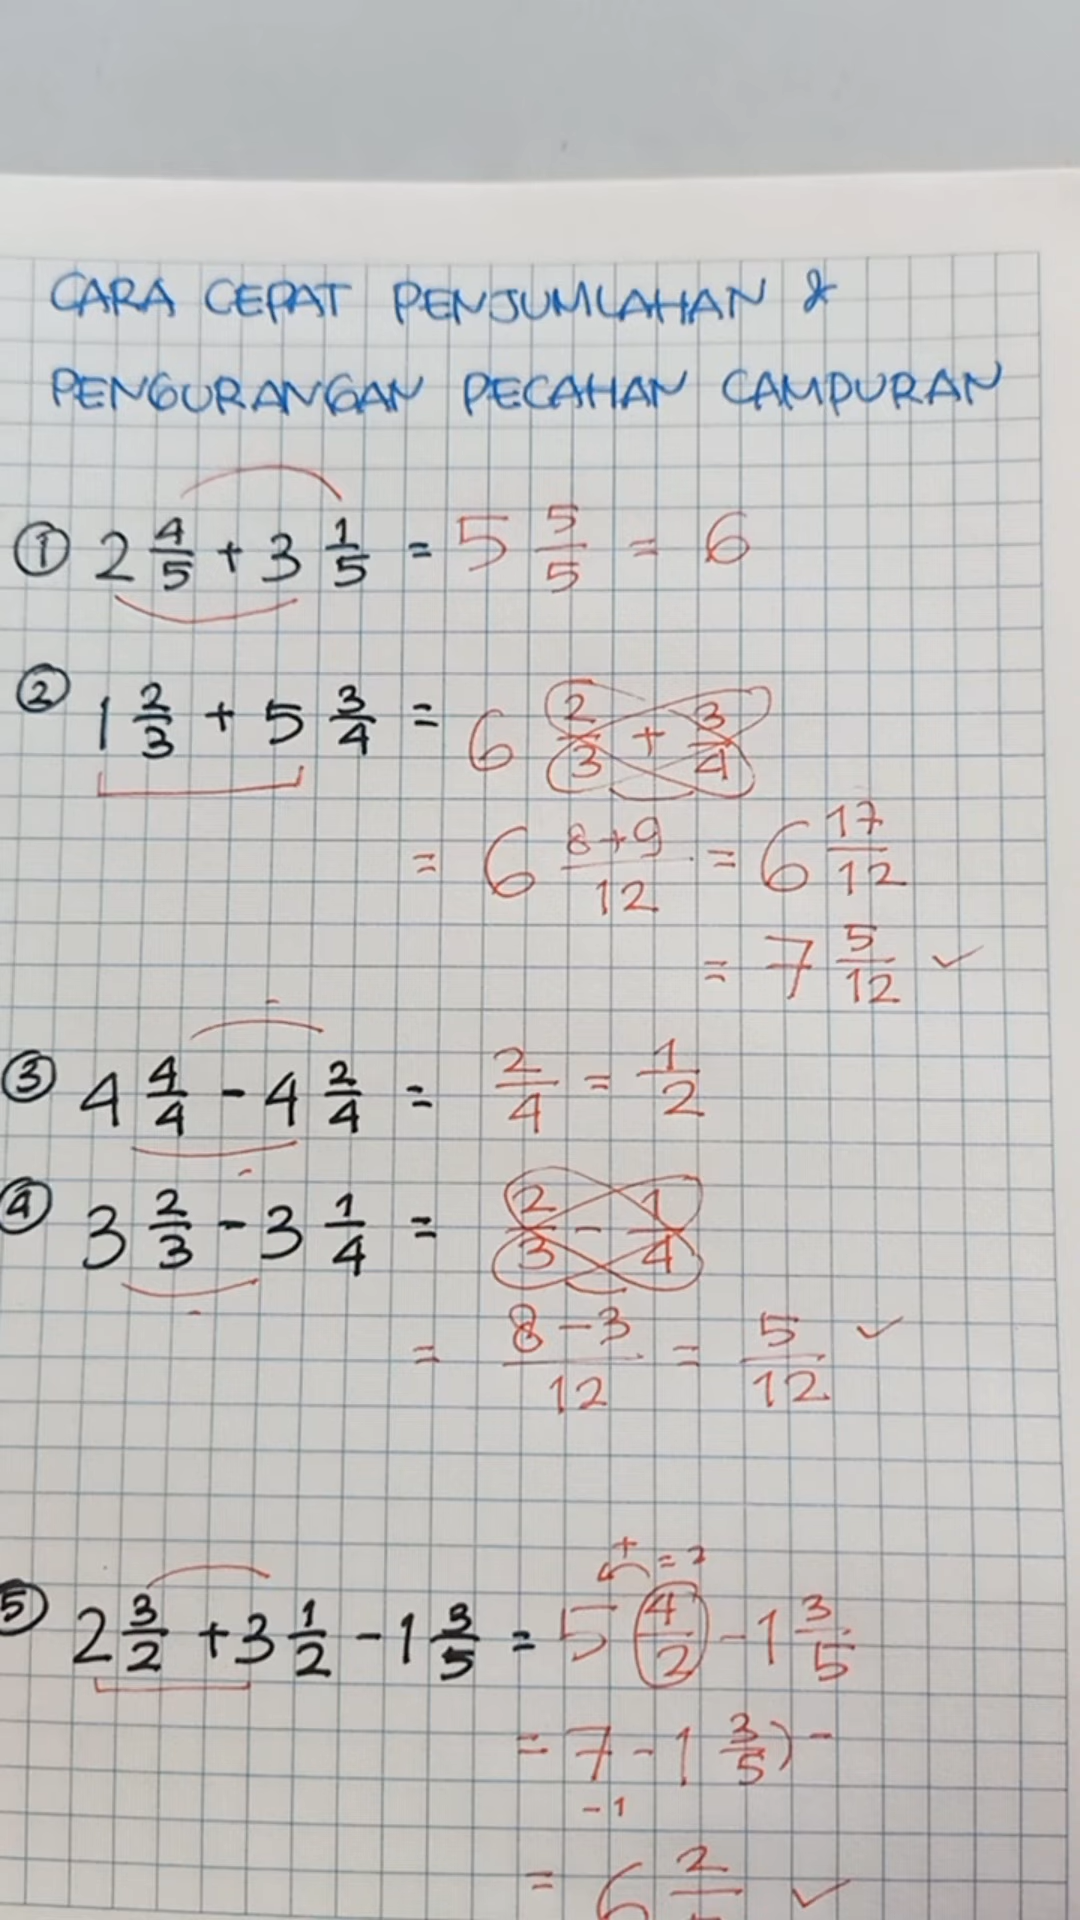 CARA CEPAT PENJUMLAHAN &
PENGURANGAN PECAHAN CAMPURAN
① 2 4/5 + 3 1/5 = 5 5/5 = 6
② 1 2/3 + 5 3/4 = 6 2/3 + 3/4
= 6 8+9/12 = 6 17/12
= 7 5/12 ✓
-
③ 4 4/4 - 4 2/4 = 2/4 = 1/2
-
④ 3 2/3 - 3 1/4 = 2/3 - 1/4
-
= 8-3/12 = 5/12 ✓
+ = 2
⑤ 2 3/2 + 3 1/2 - 1 3/5 = 5 4/2 - 1 3/5
= 7 - 1 3/5 ) -
-1
= 6 2/ ✓